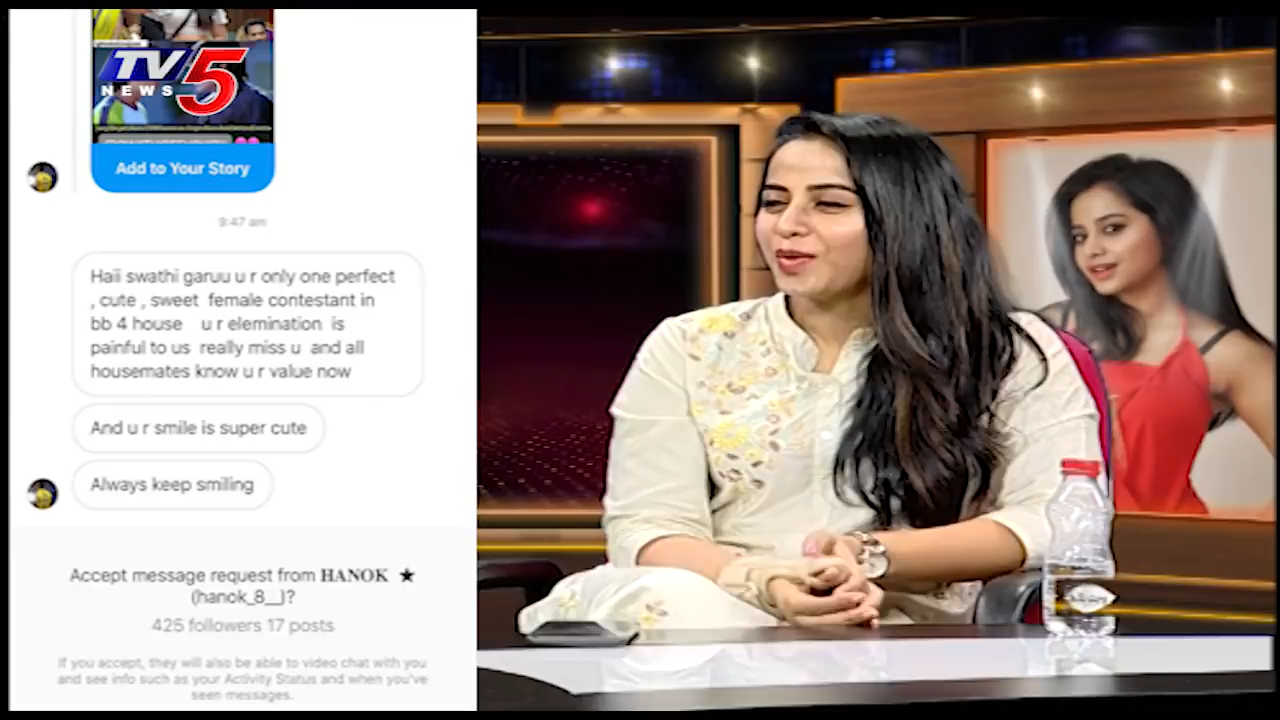 TV5
NEWS
Add to Your Story
9:47 am
Haii swathi garuu u r only one perfect
, cute , sweet female contestant in
bb 4 house u r elemination is
painful to us really miss u and all
housemates know u r value now
And u r smile is super cute
Always keep smiling
Accept message request from HANOK ★
(hanok_8__)?
425 followers 17 posts
If you accept, they will also be able to video chat with you
and see info such as your Activity Status and when you've
seen messages.